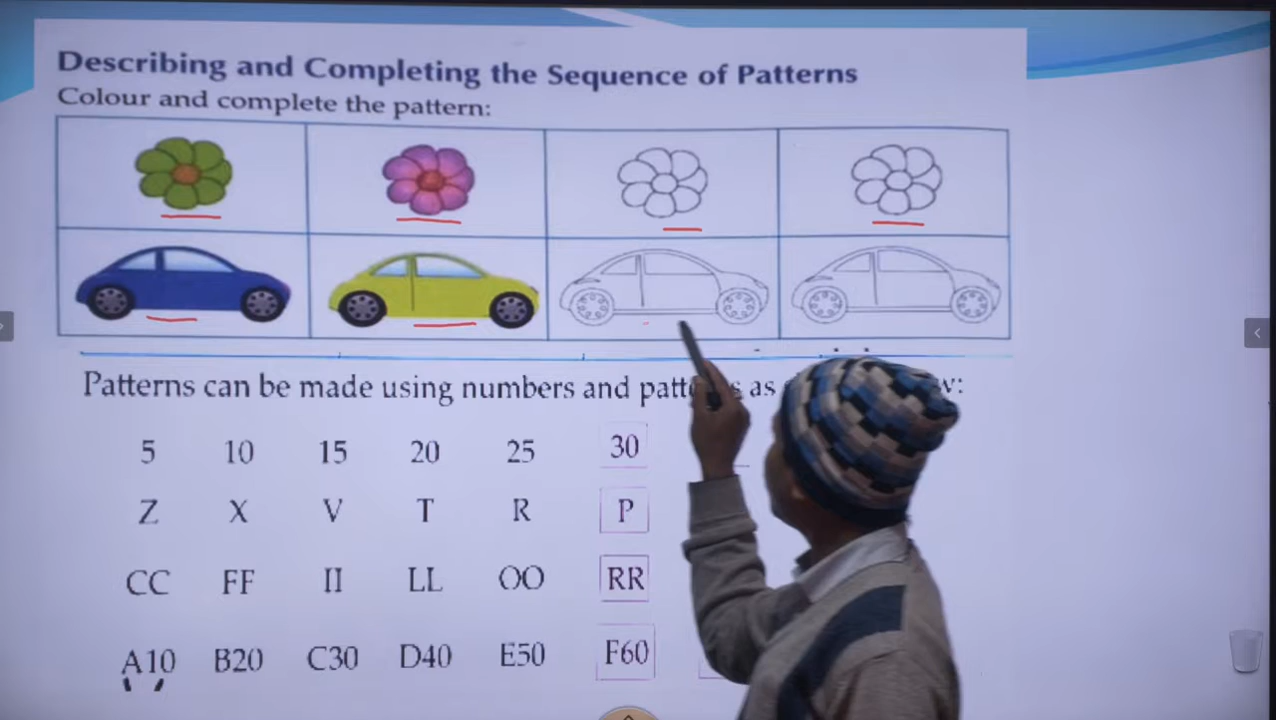 Describing and Completing the Sequence of Patterns
Colour and complete the pattern:
Patterns can be made using numbers and as
5 10 15 20 25 30
Z X V T R P
CC FF II LL OO RR
A10 B20 C30 D40 E50 F60